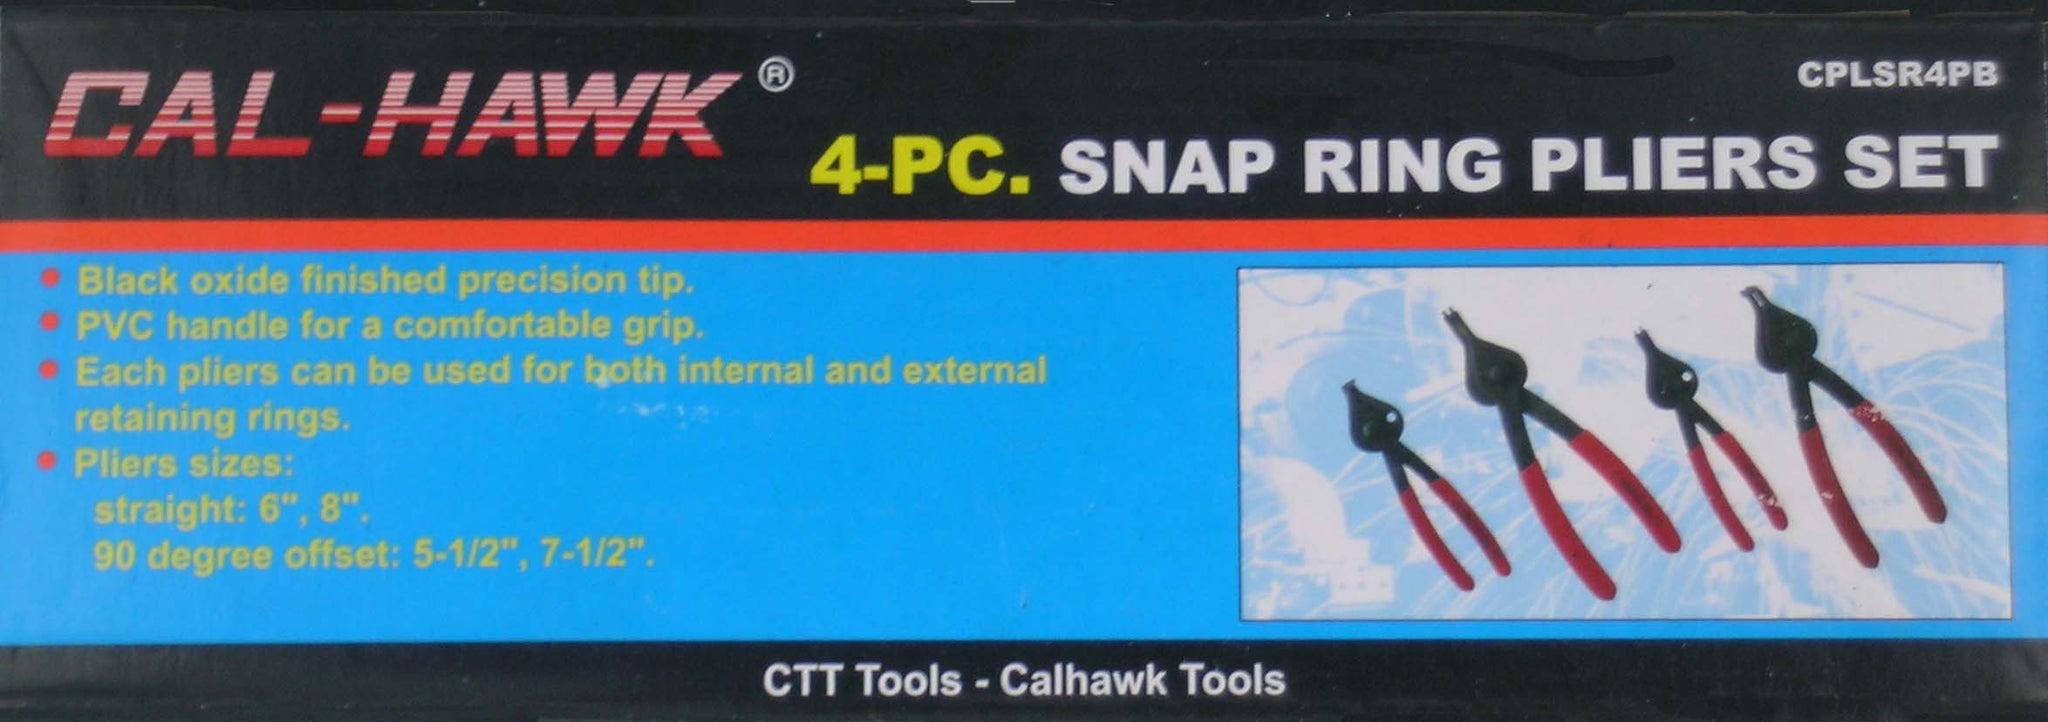 CAL-HAWK®
CPLSR4PB
4-PC. SNAP RING PLIERS SET
• Black oxide finished precision tip.
• PVC handle for a comfortable grip.
• Each pliers can be used for both internal and external
retaining rings.
• Pliers sizes:
straight: 6", 8".
90 degree offset: 5-1/2", 7-1/2".
CTT Tools - Calhawk Tools